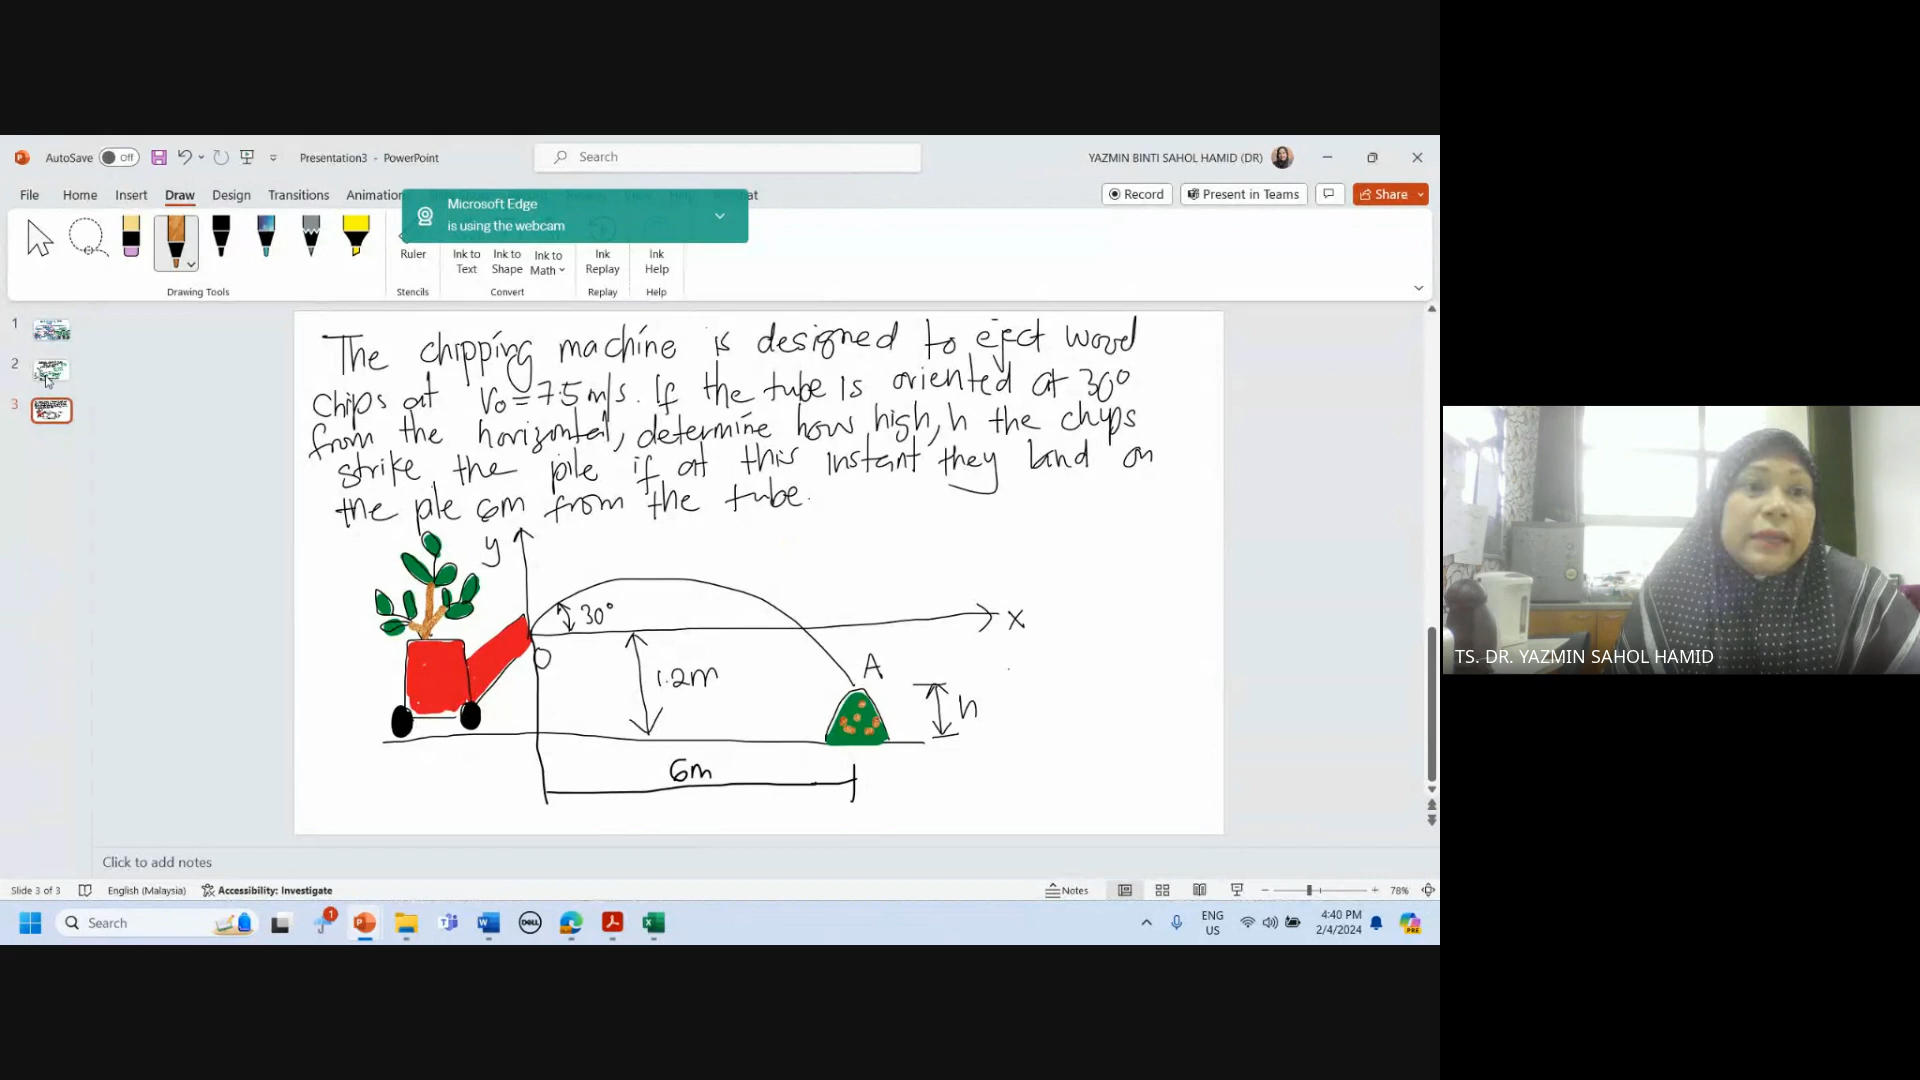 AutoSave Off
Presentation3 - PowerPoint
Search
YAZMIN BINTI SAHOL HAMID (DR)
File Home Insert Draw Design Transitions Animation
Record Present in Teams Share
Microsoft Edge
is using the webcam
Ruler
Ink to Text
Ink to Shape
Ink to Math
Ink Replay
Ink Help
Drawing Tools Stencils Convert Replay Help
1
2
3
The chipping machine is designed to eject wood
chips at Vo = 7.5 m/s. If the tube is oriented at 30°
from the horizontal, determine how high, h the chips
strike the pile if at this instant they land on
the pile 6m from the tube.
y
30°
x
O
1.2m
A
h
6m
TS. DR. YAZMIN SAHOL HAMID
Click to add notes
Slide 3 of 3 English (Malaysia) Accessibility: Investigate Notes 78%
Search
1
DELL
ENG
US
4:40 PM
2/4/2024
PRE